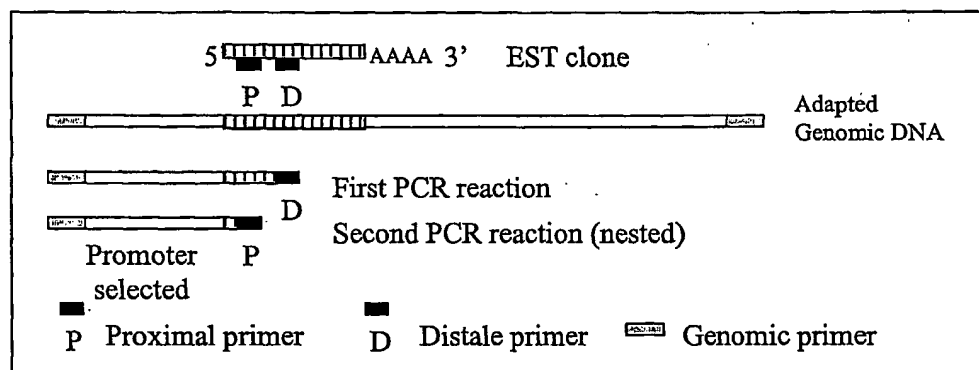 5' AAAA 3' EST clone
P D
Adapted
Genomic DNA
First PCR reaction
D
Second PCR reaction (nested)
Promoter P
selected
P Proximal primer D Distale primer Genomic primer